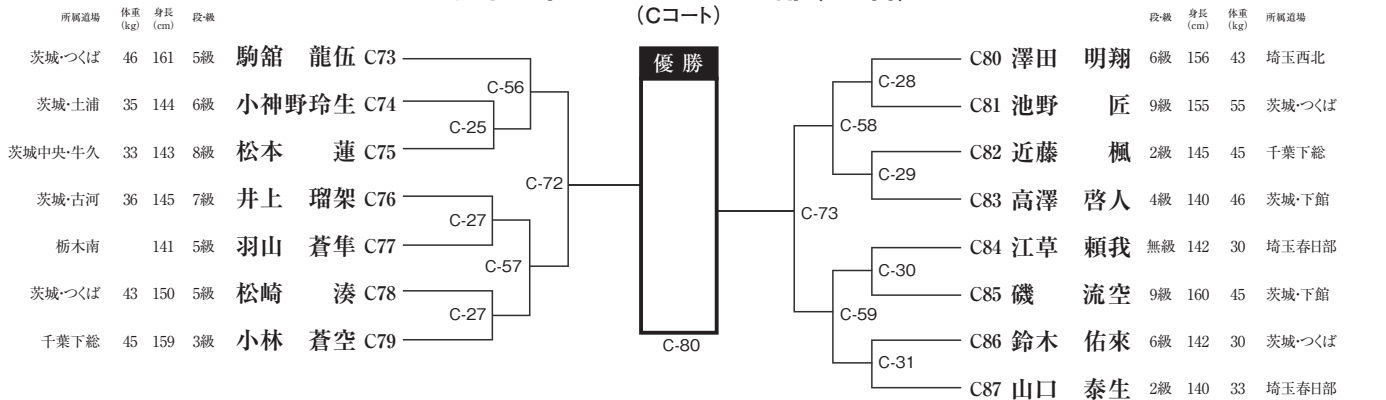 (Cコート)
所属道場 体重(kg) 身長(cm) 段・級
茨城・つくば 46 161 5級 駒舘 龍伍 C73
茨城・土浦 35 144 6級 小神野玲生 C74
茨城中央・牛久 33 143 8級 松本 蓮 C75
茨城・古河 36 145 7級 井上 瑠架 C76
栃木南 141 5級 羽山 蒼隼 C77
茨城・つくば 43 150 5級 松崎 湊 C78
千葉下総 45 159 3級 小林 蒼空 C79
C-56
C-25
C-72
C-27
C-57
C-27
優勝
C-80
段・級 身長(cm) 体重(kg) 所属道場
C80 澤田 明翔 6級 156 43 埼玉西北
C81 池野 匠 9級 155 55 茨城・つくば
C82 近藤 楓 2級 145 45 千葉下総
C83 高澤 啓人 4級 140 46 茨城・下館
C84 江草 頼我 無級 142 30 埼玉春日部
C85 磯 流空 9級 160 45 茨城・下館
C86 鈴木 佑來 6級 142 30 茨城・つくば
C87 山口 泰生 2級 140 33 埼玉春日部
C-28
C-58
C-29
C-73
C-30
C-59
C-31